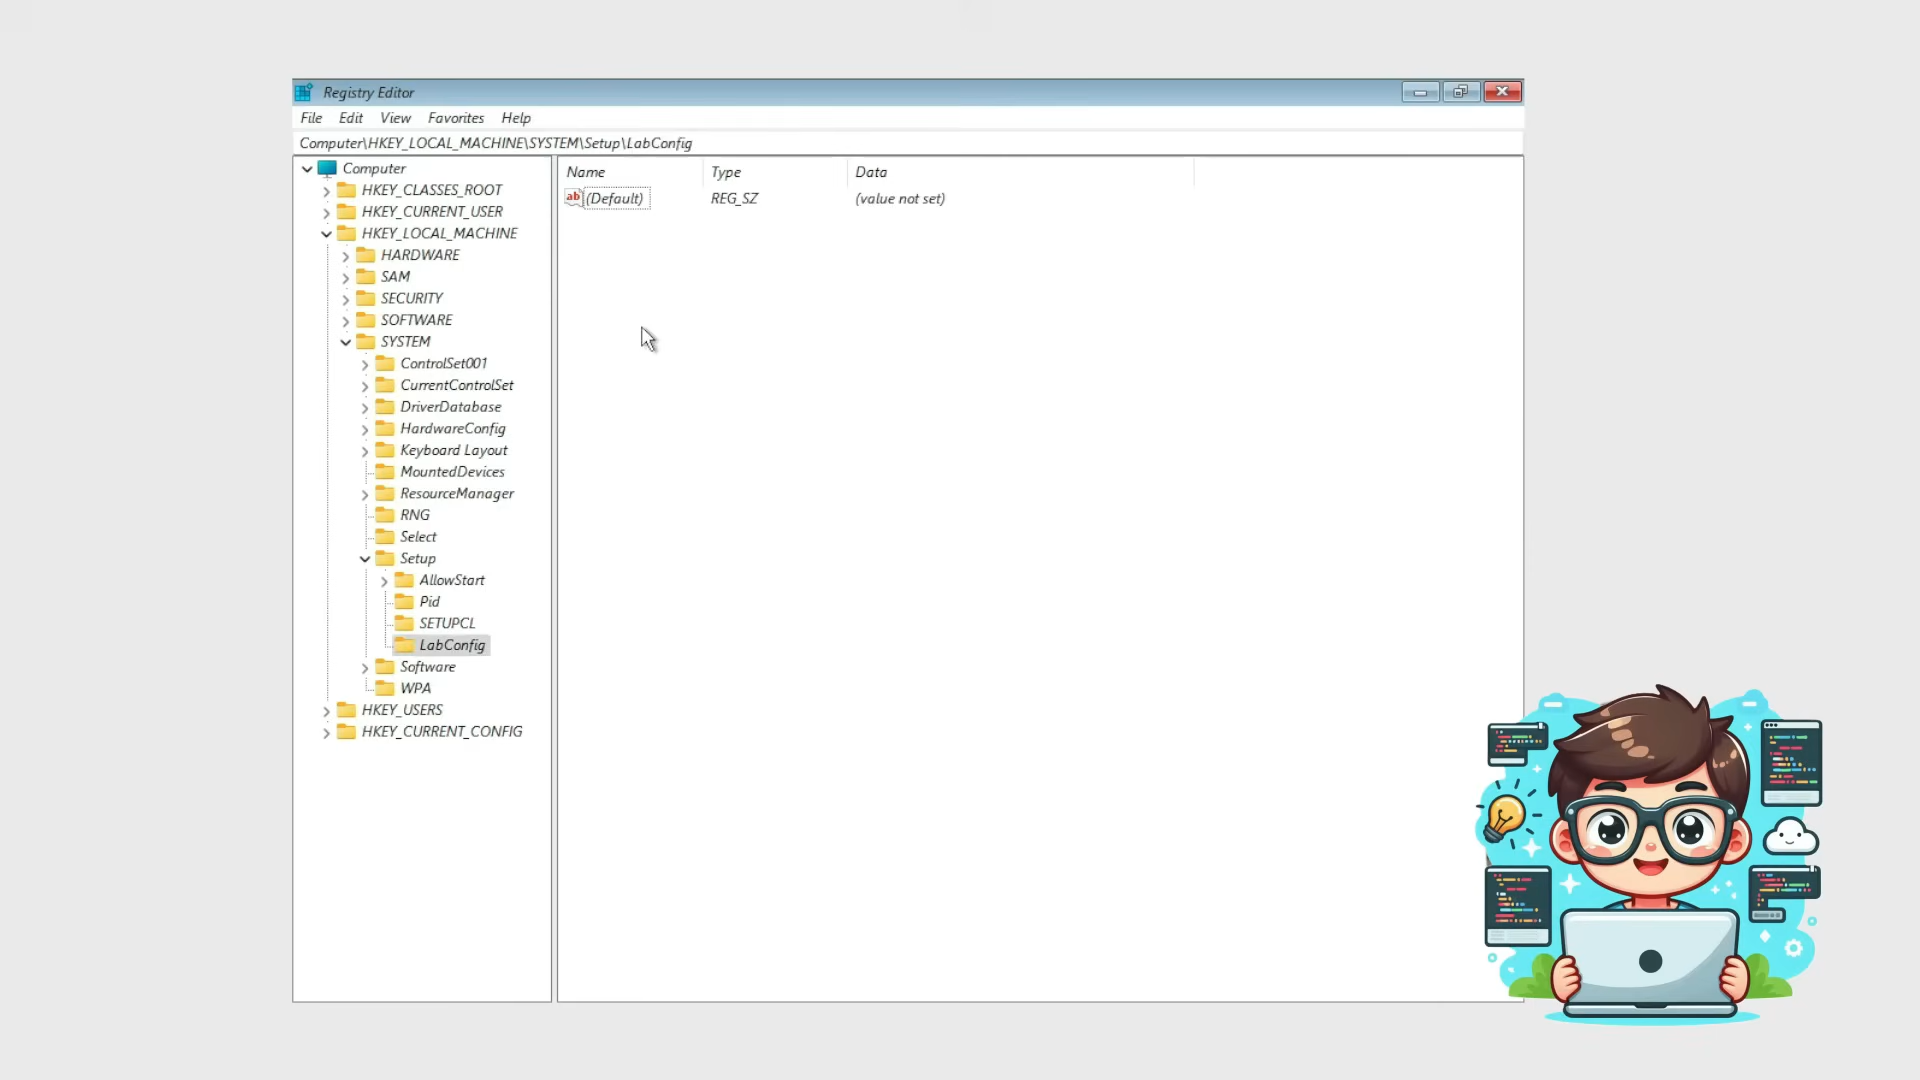 Registry Editor
File Edit View Favorites Help
Computer\HKEY_LOCAL_MACHINE\SYSTEM\Setup\LabConfig
Computer
HKEY_CLASSES_ROOT
HKEY_CURRENT_USER
HKEY_LOCAL_MACHINE
HARDWARE
SAM
SECURITY
SOFTWARE
SYSTEM
ControlSet001
CurrentControlSet
DriverDatabase
HardwareConfig
Keyboard Layout
MountedDevices
ResourceManager
RNG
Select
Setup
AllowStart
Pid
SETUPCL
LabConfig
Software
WPA
HKEY_USERS
HKEY_CURRENT_CONFIG
Name Type Data
ab (Default) REG_SZ (value not set)